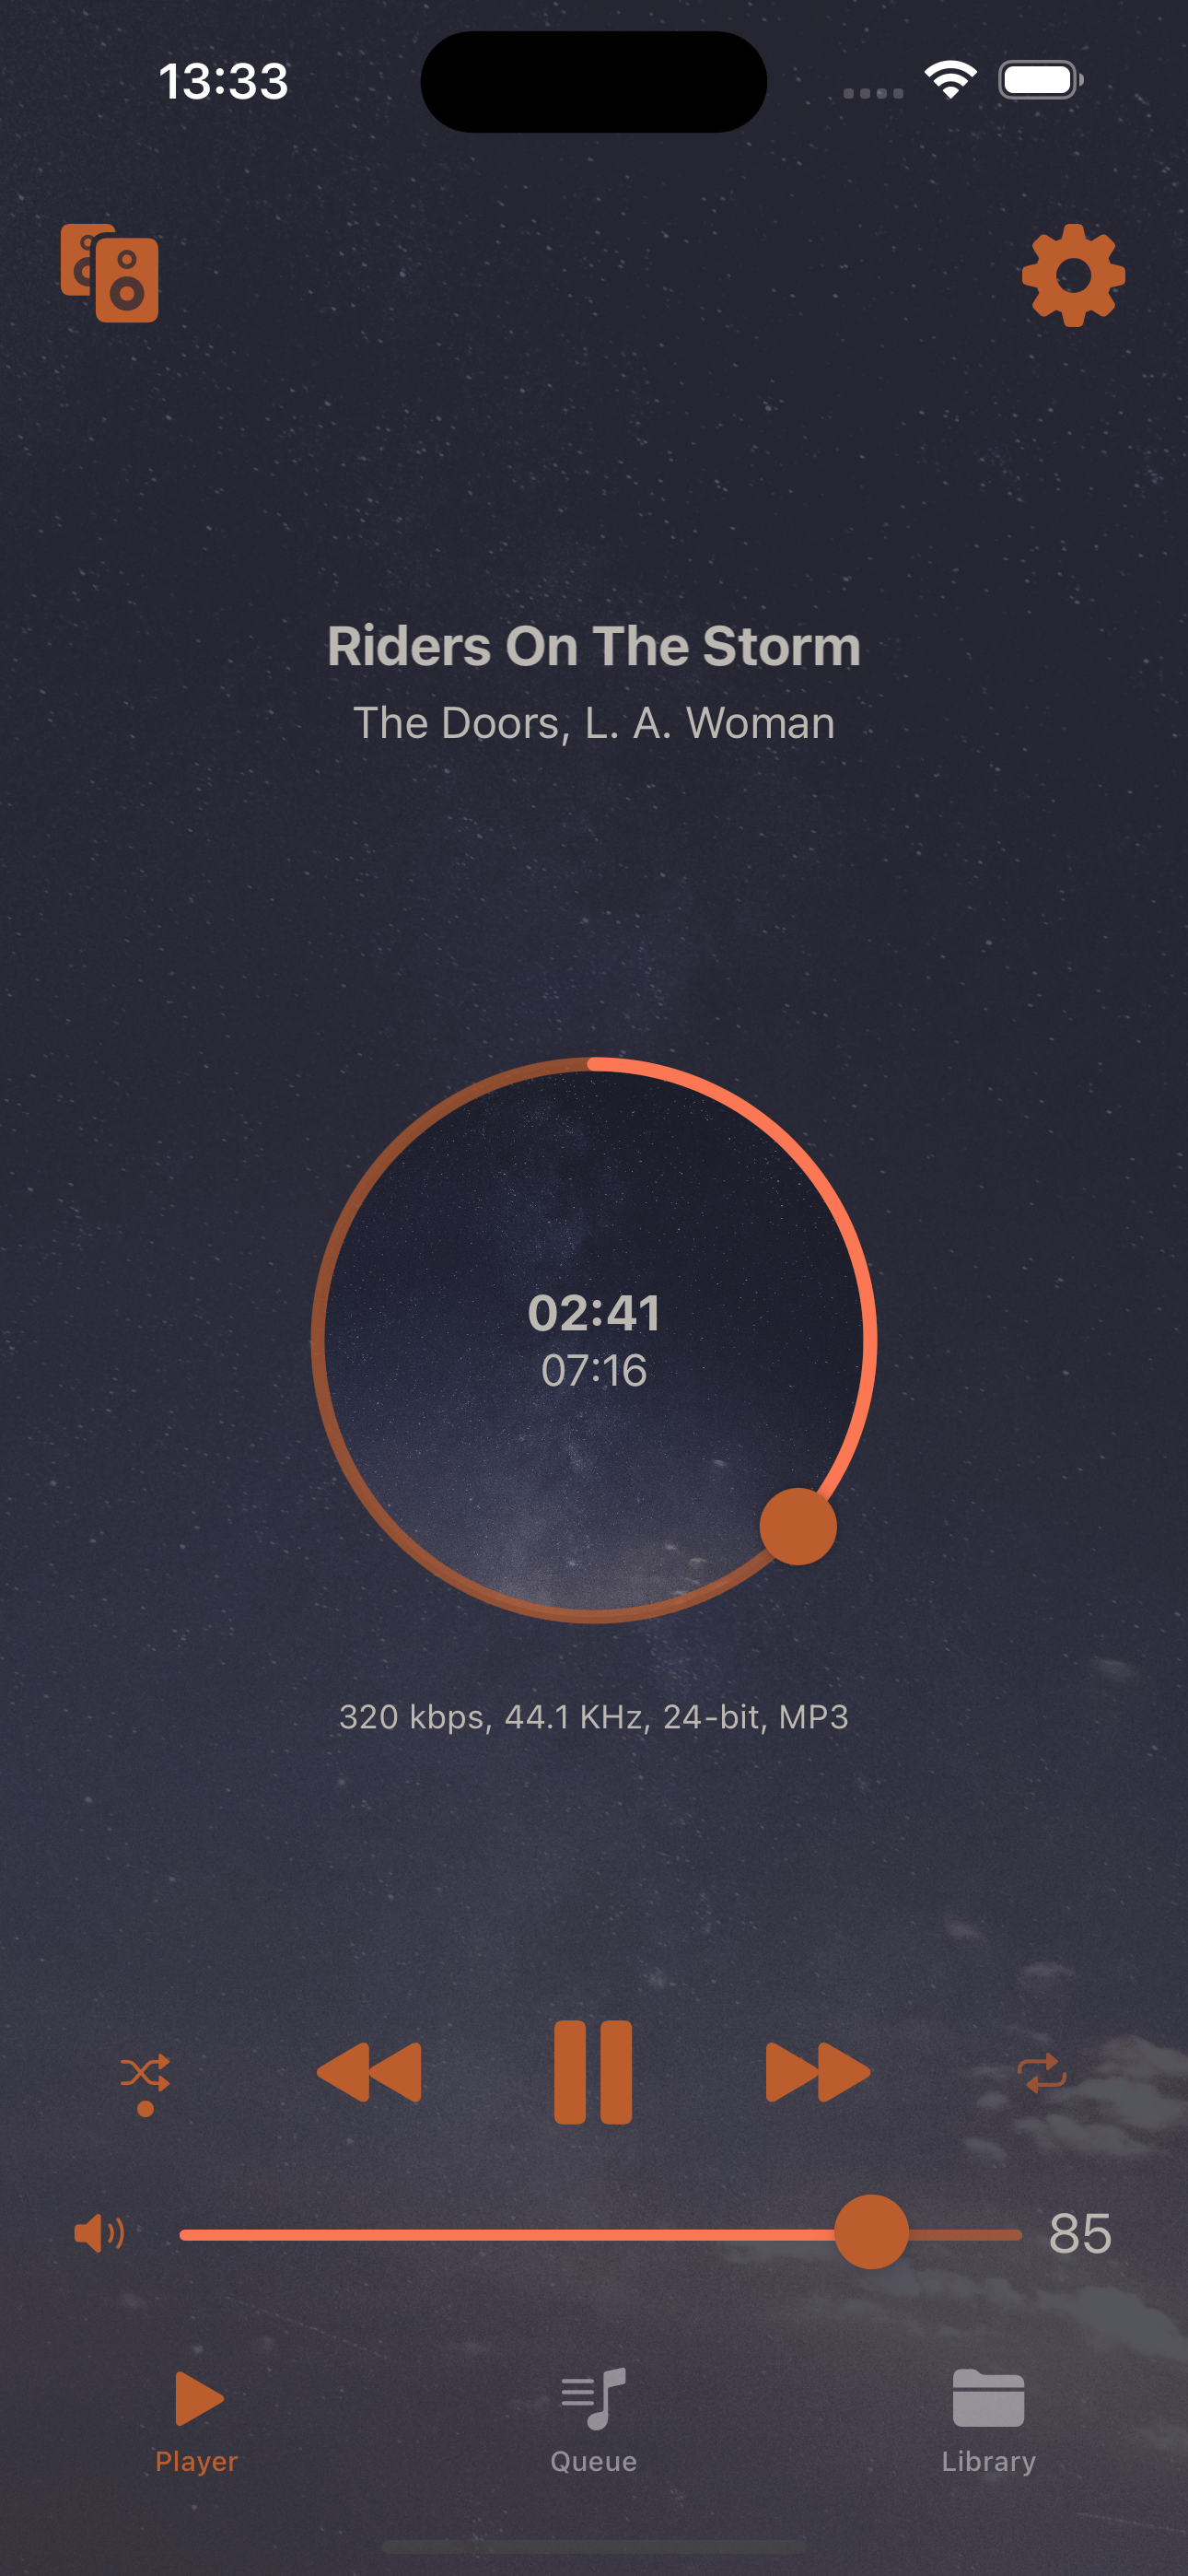 13:33
Riders On The Storm
The Doors, L. A. Woman
02:41
07:16
320 kbps, 44.1 KHz, 24-bit, MP3
85
Player
Queue
Library